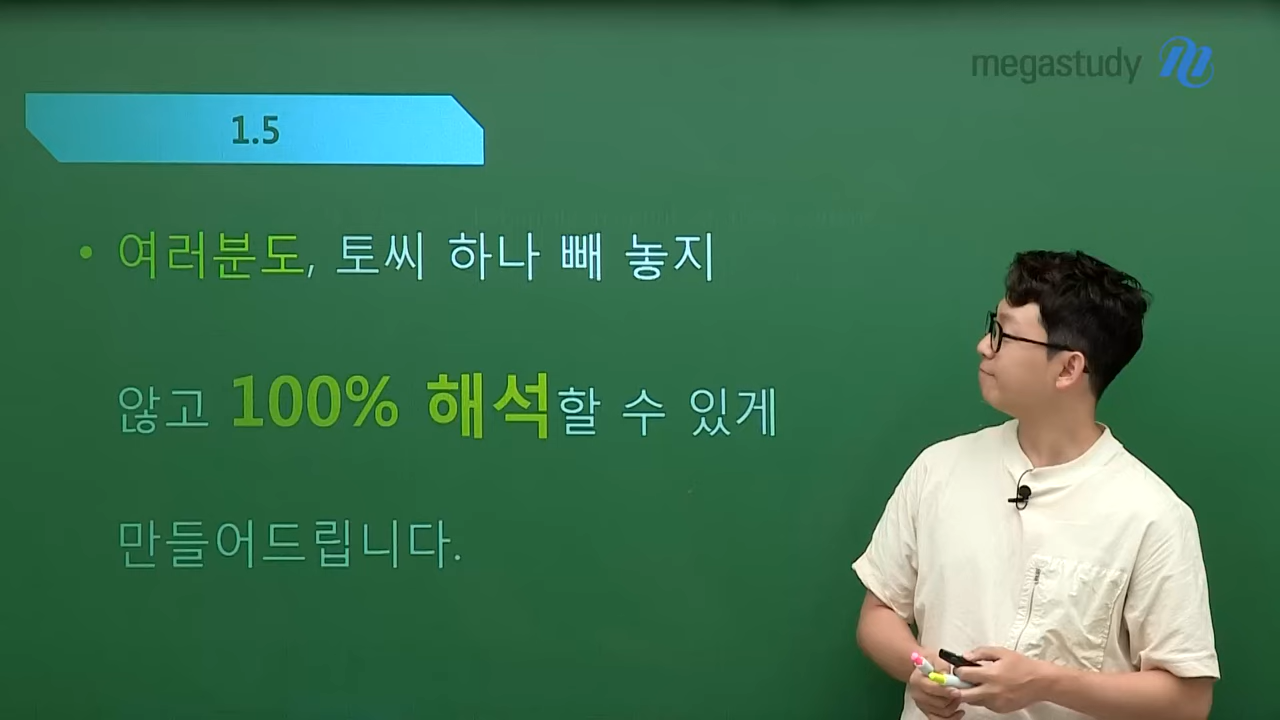 megastudy
1.5
• 여러분도, 토씨 하나 빼 놓지
않고 100% 해석할 수 있게
만들어드립니다.